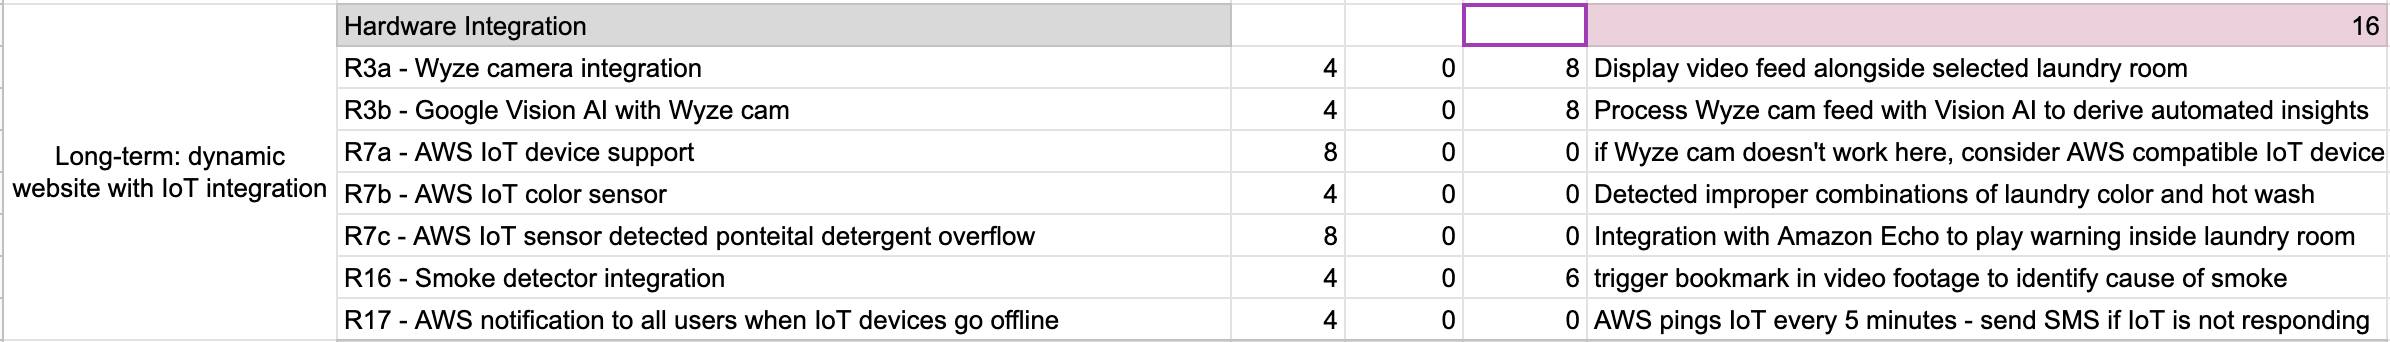 Hardware Integration 16
R3a - Wyze camera integration 4 0 8 Display video feed alongside selected laundry room
R3b - Google Vision AI with Wyze cam 4 0 8 Process Wyze cam feed with Vision AI to derive automated insights
Long-term: dynamic
website with IoT integration
R7a - AWS IoT device support 8 0 0 if Wyze cam doesn't work here, consider AWS compatible IoT device
R7b - AWS IoT color sensor 4 0 0 Detected improper combinations of laundry color and hot wash
R7c - AWS IoT sensor detected ponteital detergent overflow 8 0 0 Integration with Amazon Echo to play warning inside laundry room
R16 - Smoke detector integration 4 0 6 trigger bookmark in video footage to identify cause of smoke
R17 - AWS notification to all users when IoT devices go offline 4 0 0 AWS pings IoT every 5 minutes - send SMS if IoT is not responding